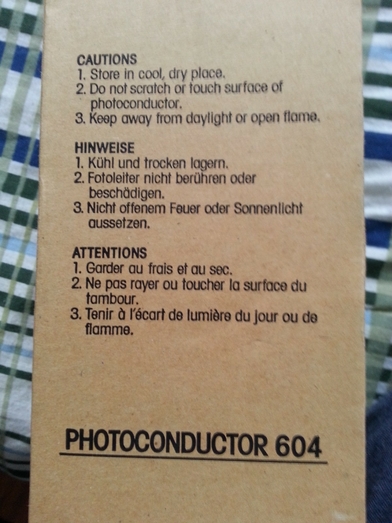 CAUTIONS
1. Store in cool, dry place.
2. Do not scratch or touch surface of
photoconductor.
3. Keep away from daylight or open flame.
HINWEISE
1. Kühl und trocken lagern.
2. Fotoleiter nicht berühren oder
beschädigen.
3. Nicht offenem Feuer oder Sonnenlicht
aussetzen.
ATTENTIONS
1. Garder au frais et au sec.
2. Ne pas rayer ou toucher la surface du
tambour.
3. Tenir à l'écart de lumière du jour ou de
flamme.
PHOTOCONDUCTOR 604